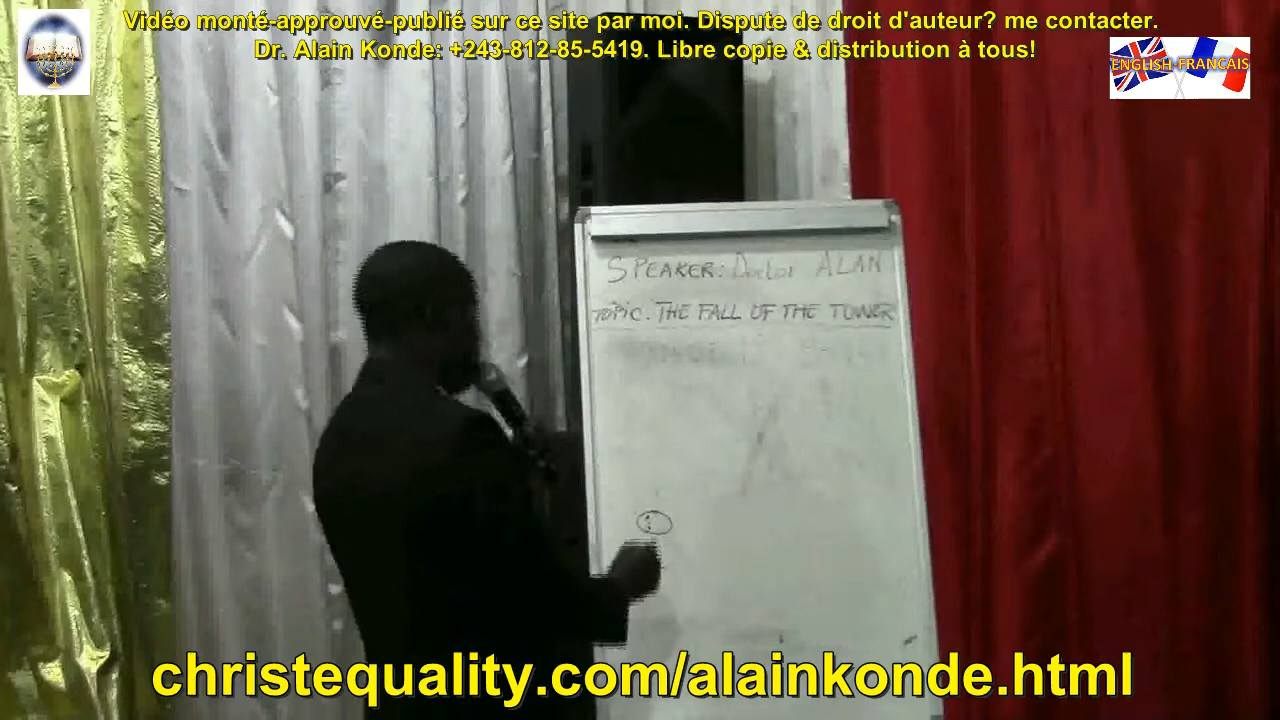 Vidéo monté-approuvé-publié sur ce site par moi. Dispute de droit d'auteur? me contacter.
Dr. Alain Konde: +243-812-85-5419. Libre copie & distribution à tous!
ENGLISH-FRANCAIS
SPEAKER: Doctor ALAN
TOPIC. THE FALL OF THE TOWER
christequality.com/alainkonde.html